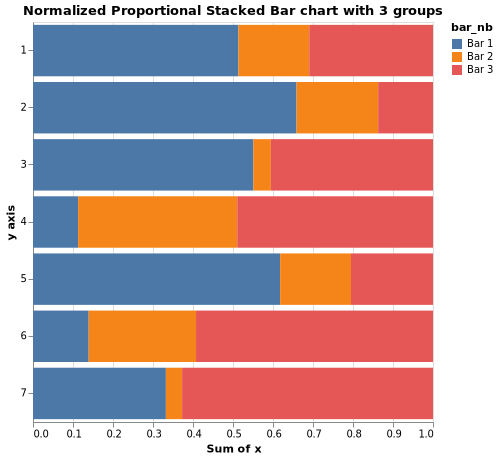 Normalized Proportional Stacked Bar chart with 3 groups
bar_nb
Bar 1
Bar 2
Bar 3
y axis
1
2
3
4
5
6
7
0.0 0.1 0.2 0.3 0.4 0.5 0.6 0.7 0.8 0.9 1.0
Sum of x